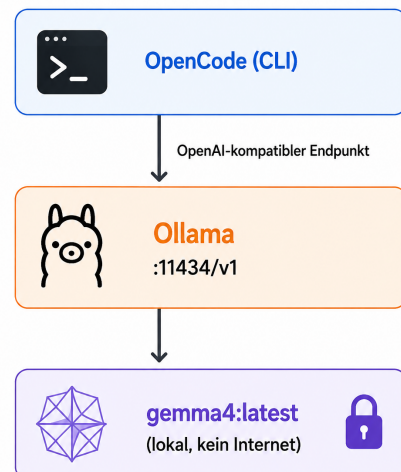 OpenCode (CLI)
OpenAI-kompatibler Endpunkt
Ollama
:11434/v1
gemma4:latest
(lokal, kein Internet)